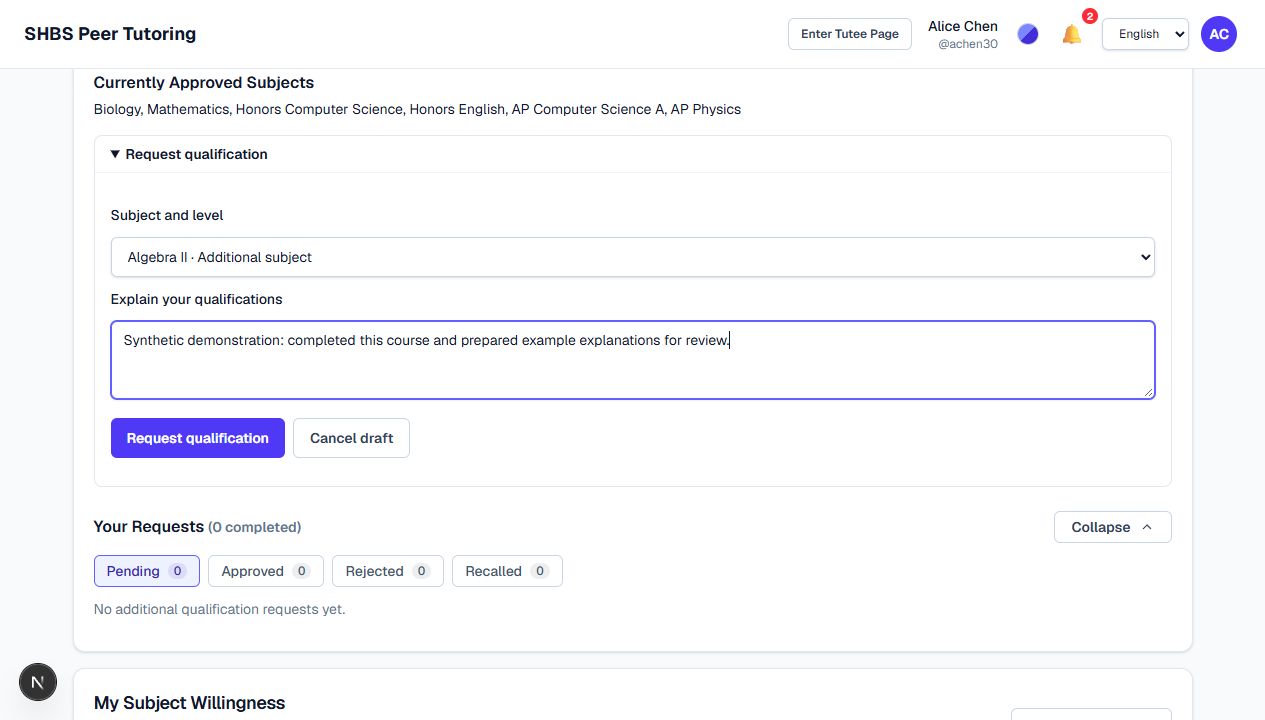 SHBS Peer Tutoring
Enter Tutee Page
Alice Chen
@achen30
2
English
AC
Currently Approved Subjects
Biology, Mathematics, Honors Computer Science, Honors English, AP Computer Science A, AP Physics
▼ Request qualification
Subject and level
Algebra II · Additional subject
Explain your qualifications
Synthetic demonstration: completed this course and prepared example explanations for review.
Request qualification
Cancel draft
Your Requests (0 completed)
Collapse
Pending 0
Approved 0
Rejected 0
Recalled 0
No additional qualification requests yet.
N
My Subject Willingness